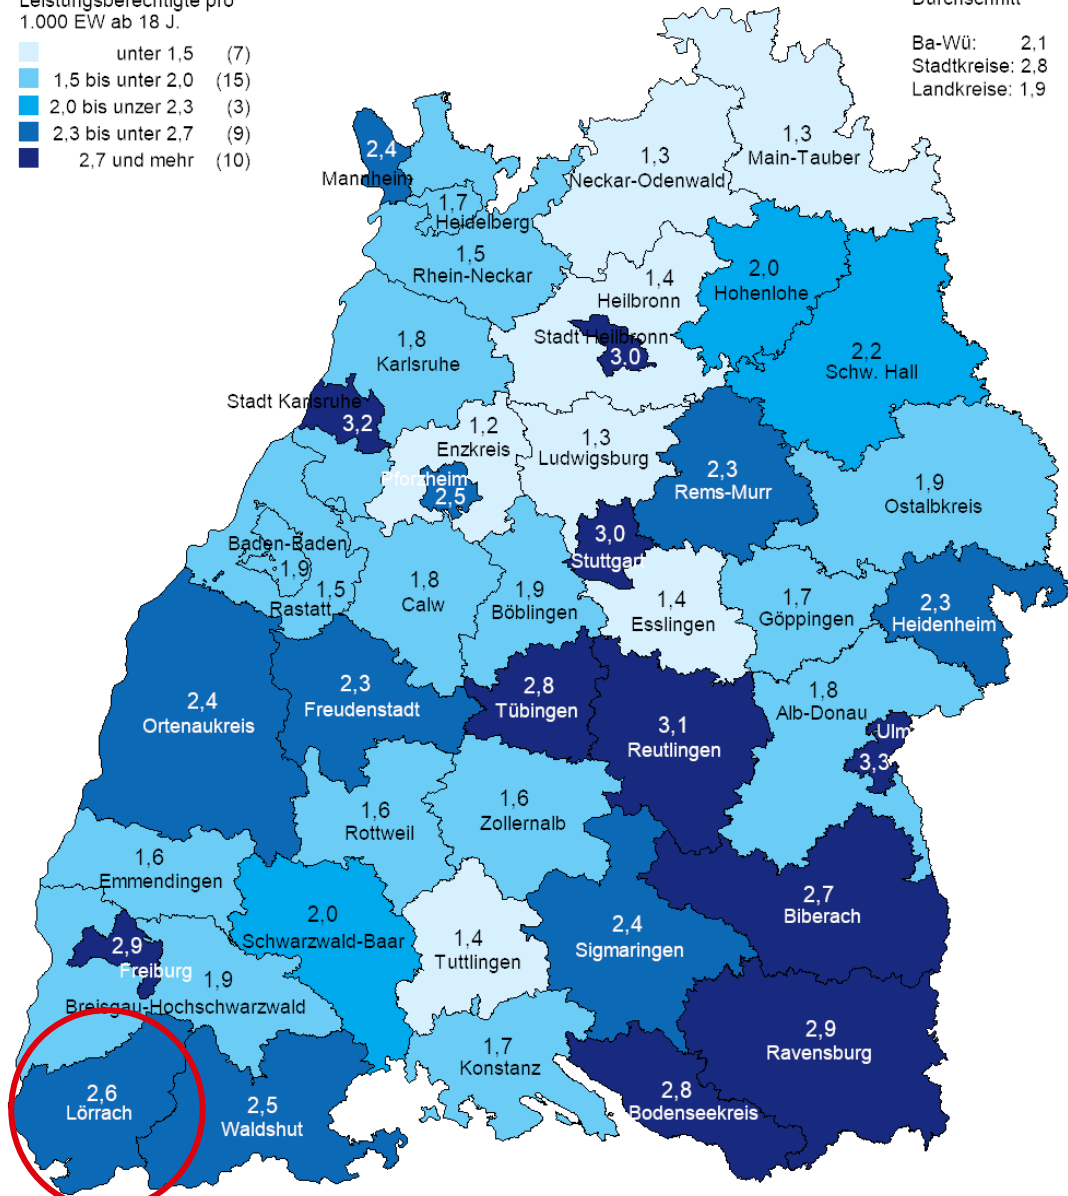 Leistungsberechtigte pro
1.000 EW ab 18 J.
unter 1,5 (7)
1,5 bis unter 2,0 (15)
2,0 bis unzer 2,3 (3)
2,3 bis unter 2,7 (9)
2,7 und mehr (10)
Durchschnitt
Ba-Wü: 2,1
Stadtkreise: 2,8
Landkreise: 1,9
2,4
Mannheim
1,7
Heidelberg
1,5
Rhein-Neckar
1,3
Neckar-Odenwald
1,3
Main-Tauber
1,4
Heilbronn
2,0
Hohenlohe
Stadt Heilbronn
3,0
1,8
Karlsruhe
2,2
Schw. Hall
Stadt Karlsruhe
3,2
1,2
Enzkreis
1,3
Ludwigsburg
2,3
Rems-Murr
1,9
Ostalbkreis
Pforzheim
2,5
3,0
Stuttgart
Baden-Baden
1,9
1,5
Rastatt
1,8
Calw
1,9
Böblingen
1,4
Esslingen
1,7
Göppingen
2,3
Heidenheim
2,4
Ortenaukreis
2,3
Freudenstadt
2,8
Tübingen
3,1
Reutlingen
1,8
Alb-Donau
Ulm
3,3
1,6
Rottweil
1,6
Zollernalb
1,6
Emmendingen
2,0
Schwarzwald-Baar
1,4
Tuttlingen
2,4
Sigmaringen
2,7
Biberach
2,9
Freiburg
1,9
Breisgau-Hochschwarzwald
1,7
Konstanz
2,9
Ravensburg
2,8
Bodenseekreis
2,6
Lörrach
2,5
Waldshut